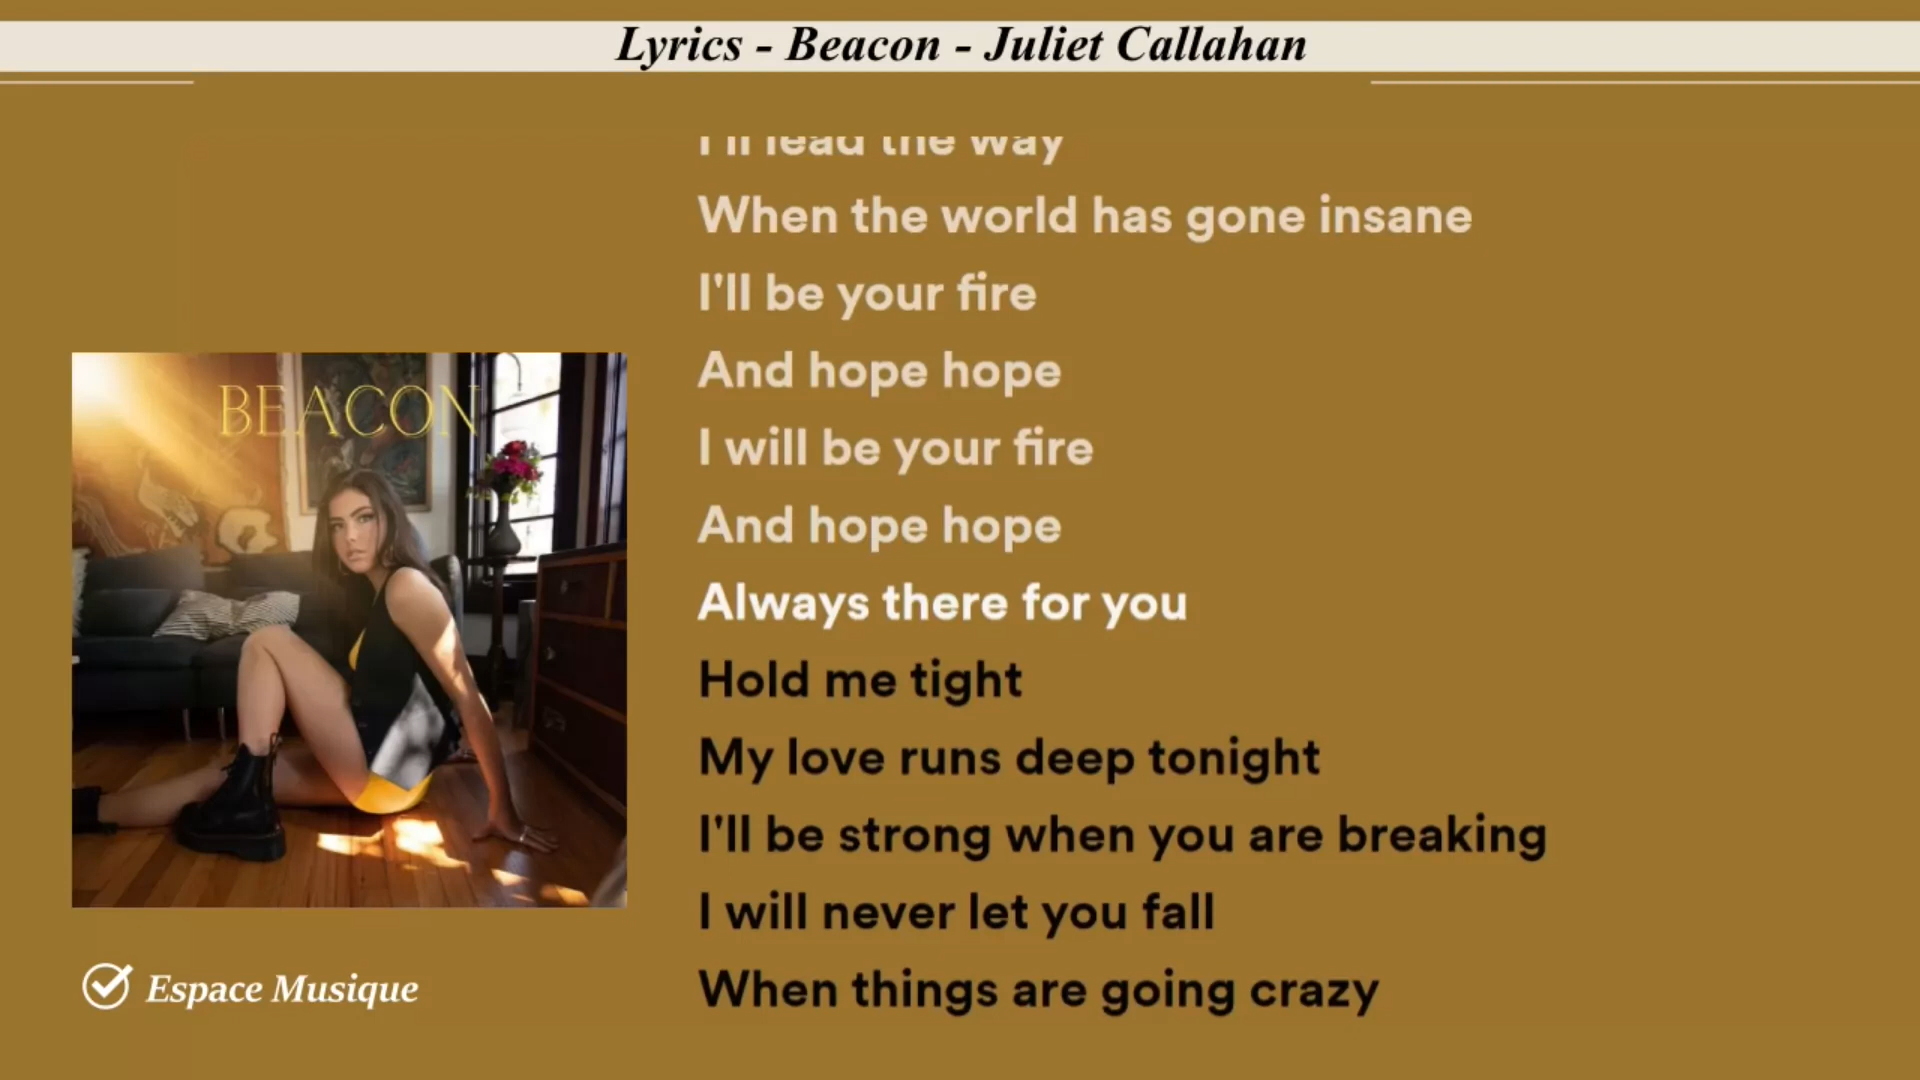 Lyrics - Beacon - Juliet Callahan
I'll lead the way
When the world has gone insane
I'll be your fire
And hope hope
I will be your fire
And hope hope
Always there for you
Hold me tight
My love runs deep tonight
I'll be strong when you are breaking
I will never let you fall
When things are going crazy
BEACON
Espace Musique